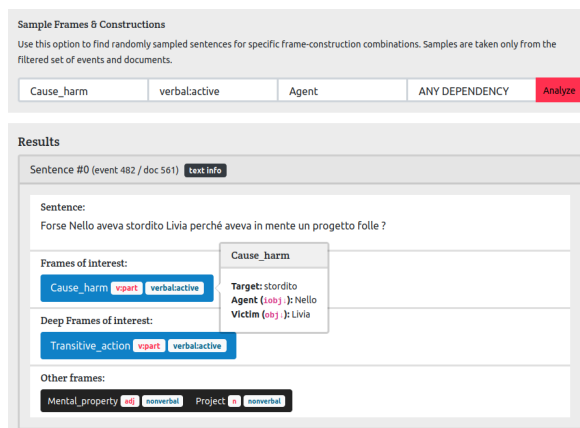 Sample Frames & Constructions
Use this option to find randomly sampled sentences for specific frame-construction combinations. Samples are taken only from the
filtered set of events and documents.
Cause_harm verbal:active Agent ANY DEPENDENCY Analyze
Results
Sentence #0 (event 482 / doc 561) text info
Sentence:
Forse Nello aveva stordito Livia perché aveva in mente un progetto folle ?
Frames of interest:
Cause_harm v:part verbal:active
Cause_harm
Target: stordito
Agent (iobj↓): Nello
Victim (obj↓): Livia
Deep Frames of interest:
Transitive_action v:part verbal:active
Other frames:
Mental_property adj nonverbal Project n nonverbal